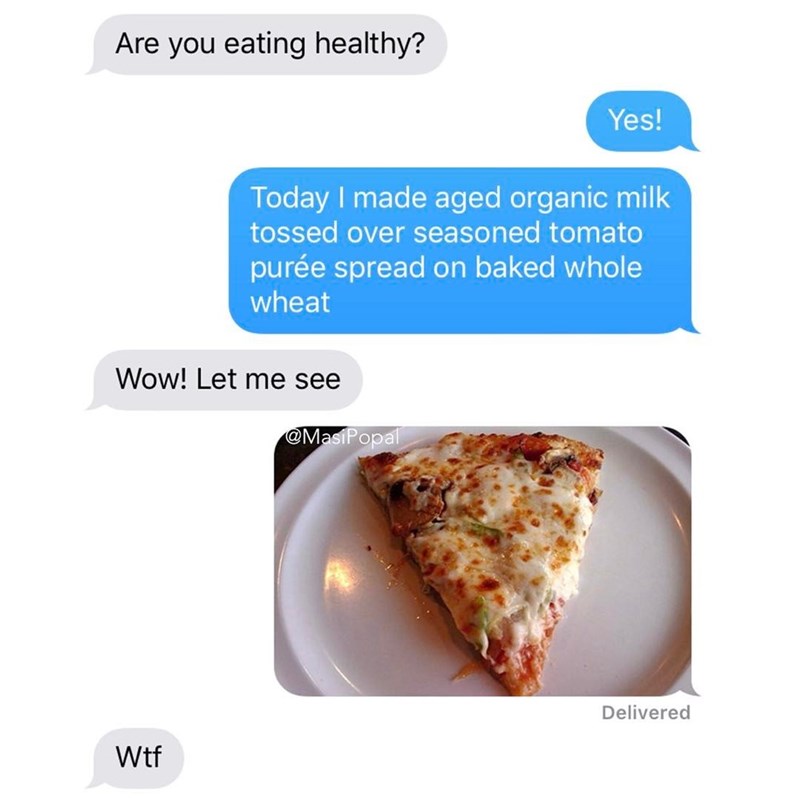 Are you eating healthy?
Yes!
Today I made aged organic milk
tossed over seasoned tomato
purée spread on baked whole
wheat
Wow! Let me see
@MasiPopal
Delivered
Wtf